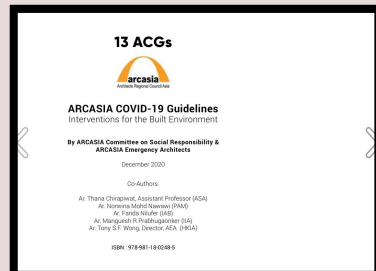 13 ACGs
arcasia
Architects Regional Council Asia
ARCASIA COVID-19 Guidelines
Interventions for the Built Environment
By ARCASIA Committee on Social Responsibility &
ARCASIA Emergency Architects
December 2020
Co-Authors:
Ar. Thana Chirapiwat, Assistant Professor (ASA)
Ar. Norwina Mohd Nawawi (PAM)
Ar. Farida Nilufer (IAB)
Ar. Manguesh R Prabhugaonker (IIA)
Ar. Tony S.F. Wong, Director, AEA (HKIA)
ISBN : 978-981-18-0248-5